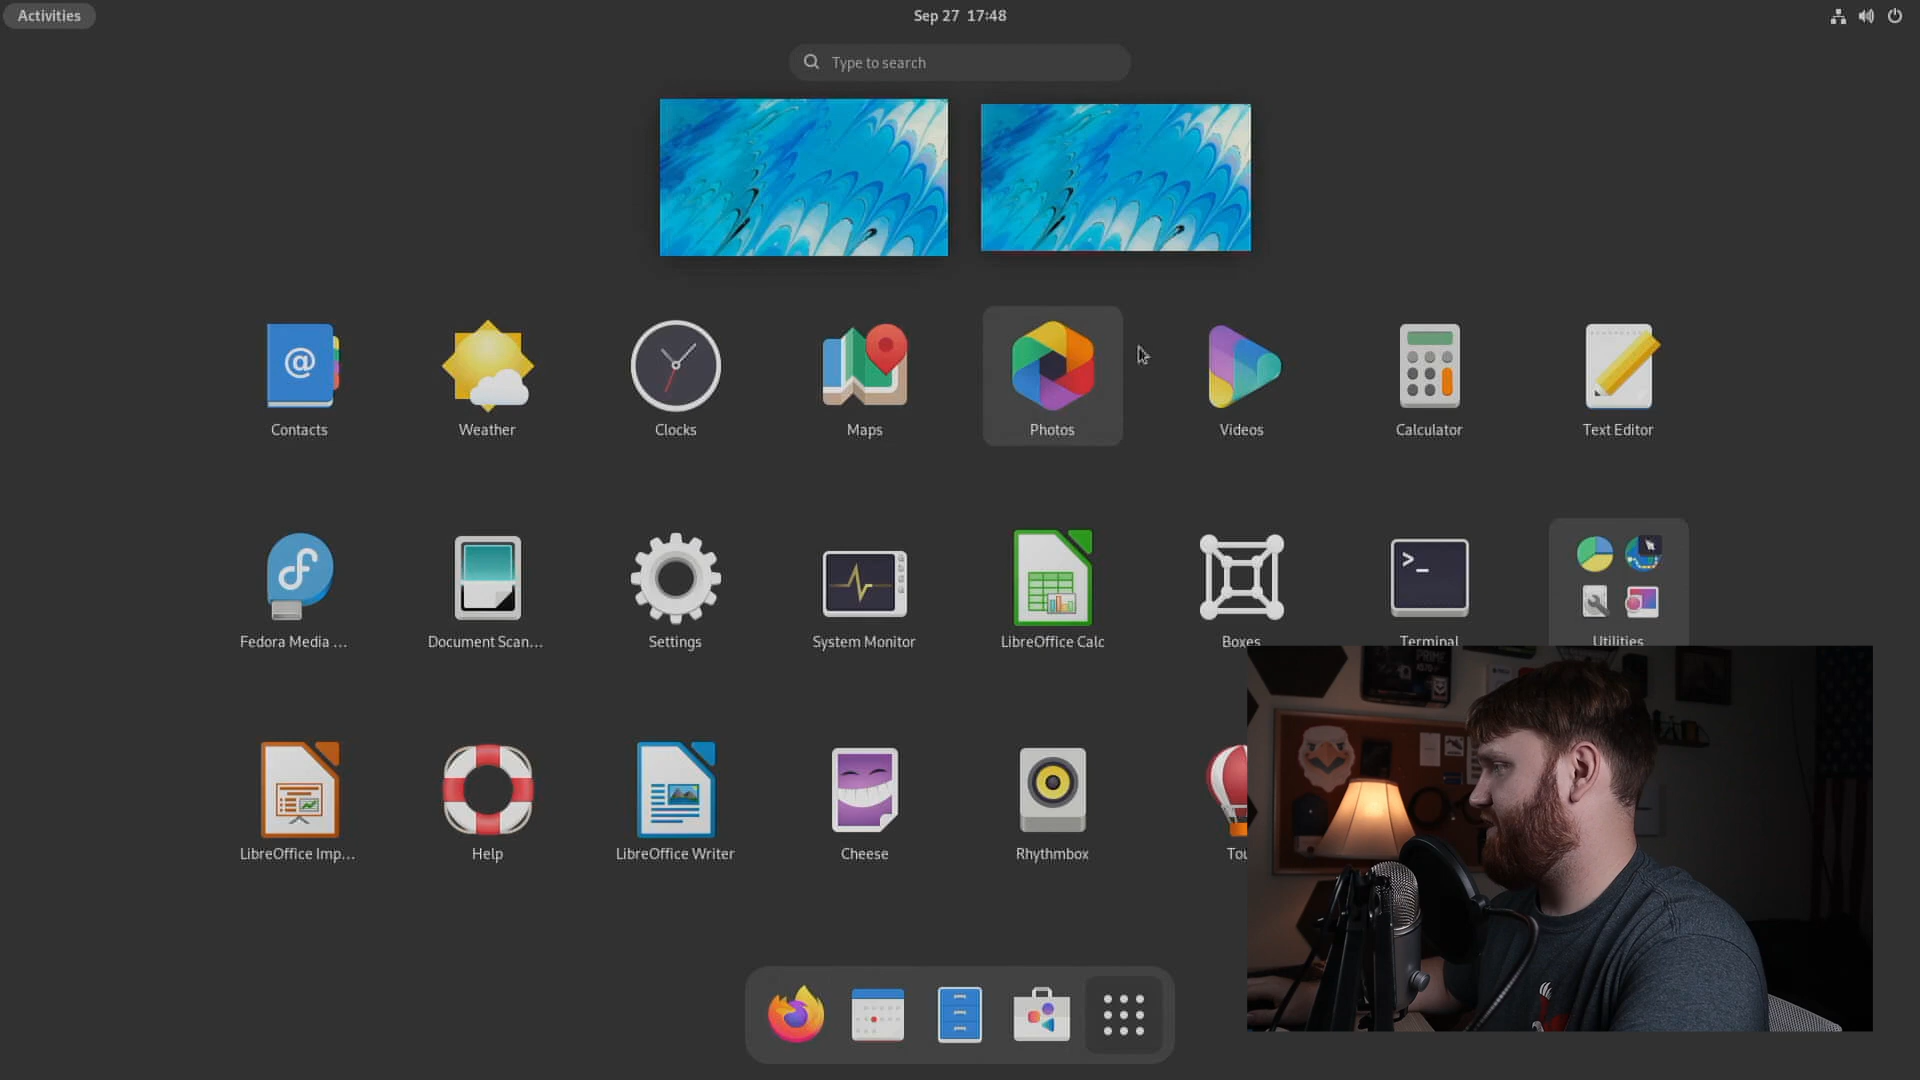 Activities
Sep 27 17:48
Type to search
Contacts
Weather
Clocks
Maps
Photos
Videos
Calculator
Text Editor
Fedora Media ...
Document Scan...
Settings
System Monitor
LibreOffice Calc
Boxes
Terminal
Utilities
LibreOffice Imp...
Help
LibreOffice Writer
Cheese
Rhythmbox
PRIME